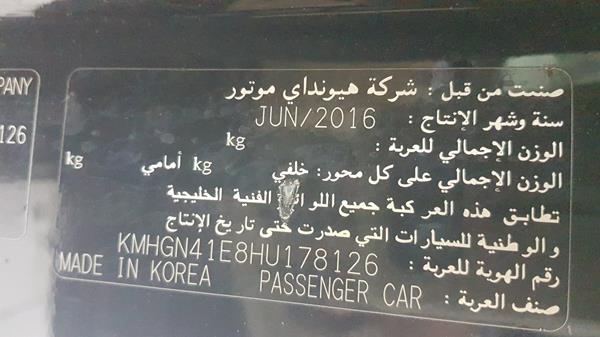 PANY
126
صنعت من قبل : شركة هيونداي موتور
سنة وشهر الإنتاج : JUN/2016
الوزن الإجمالي للعربة : kg
الوزن الإجمالي على كل محور: خلفي kg أمامي kg
تطابق هذه المركبة جميع اللوائح الفنية الخليجية
والوطنية للسيارات التي صدرت حتى تاريخ الإنتاج
رقم الهوية للعربة : KMHGN41E8HU178126
صنف العربة : PASSENGER CAR MADE IN KOREA